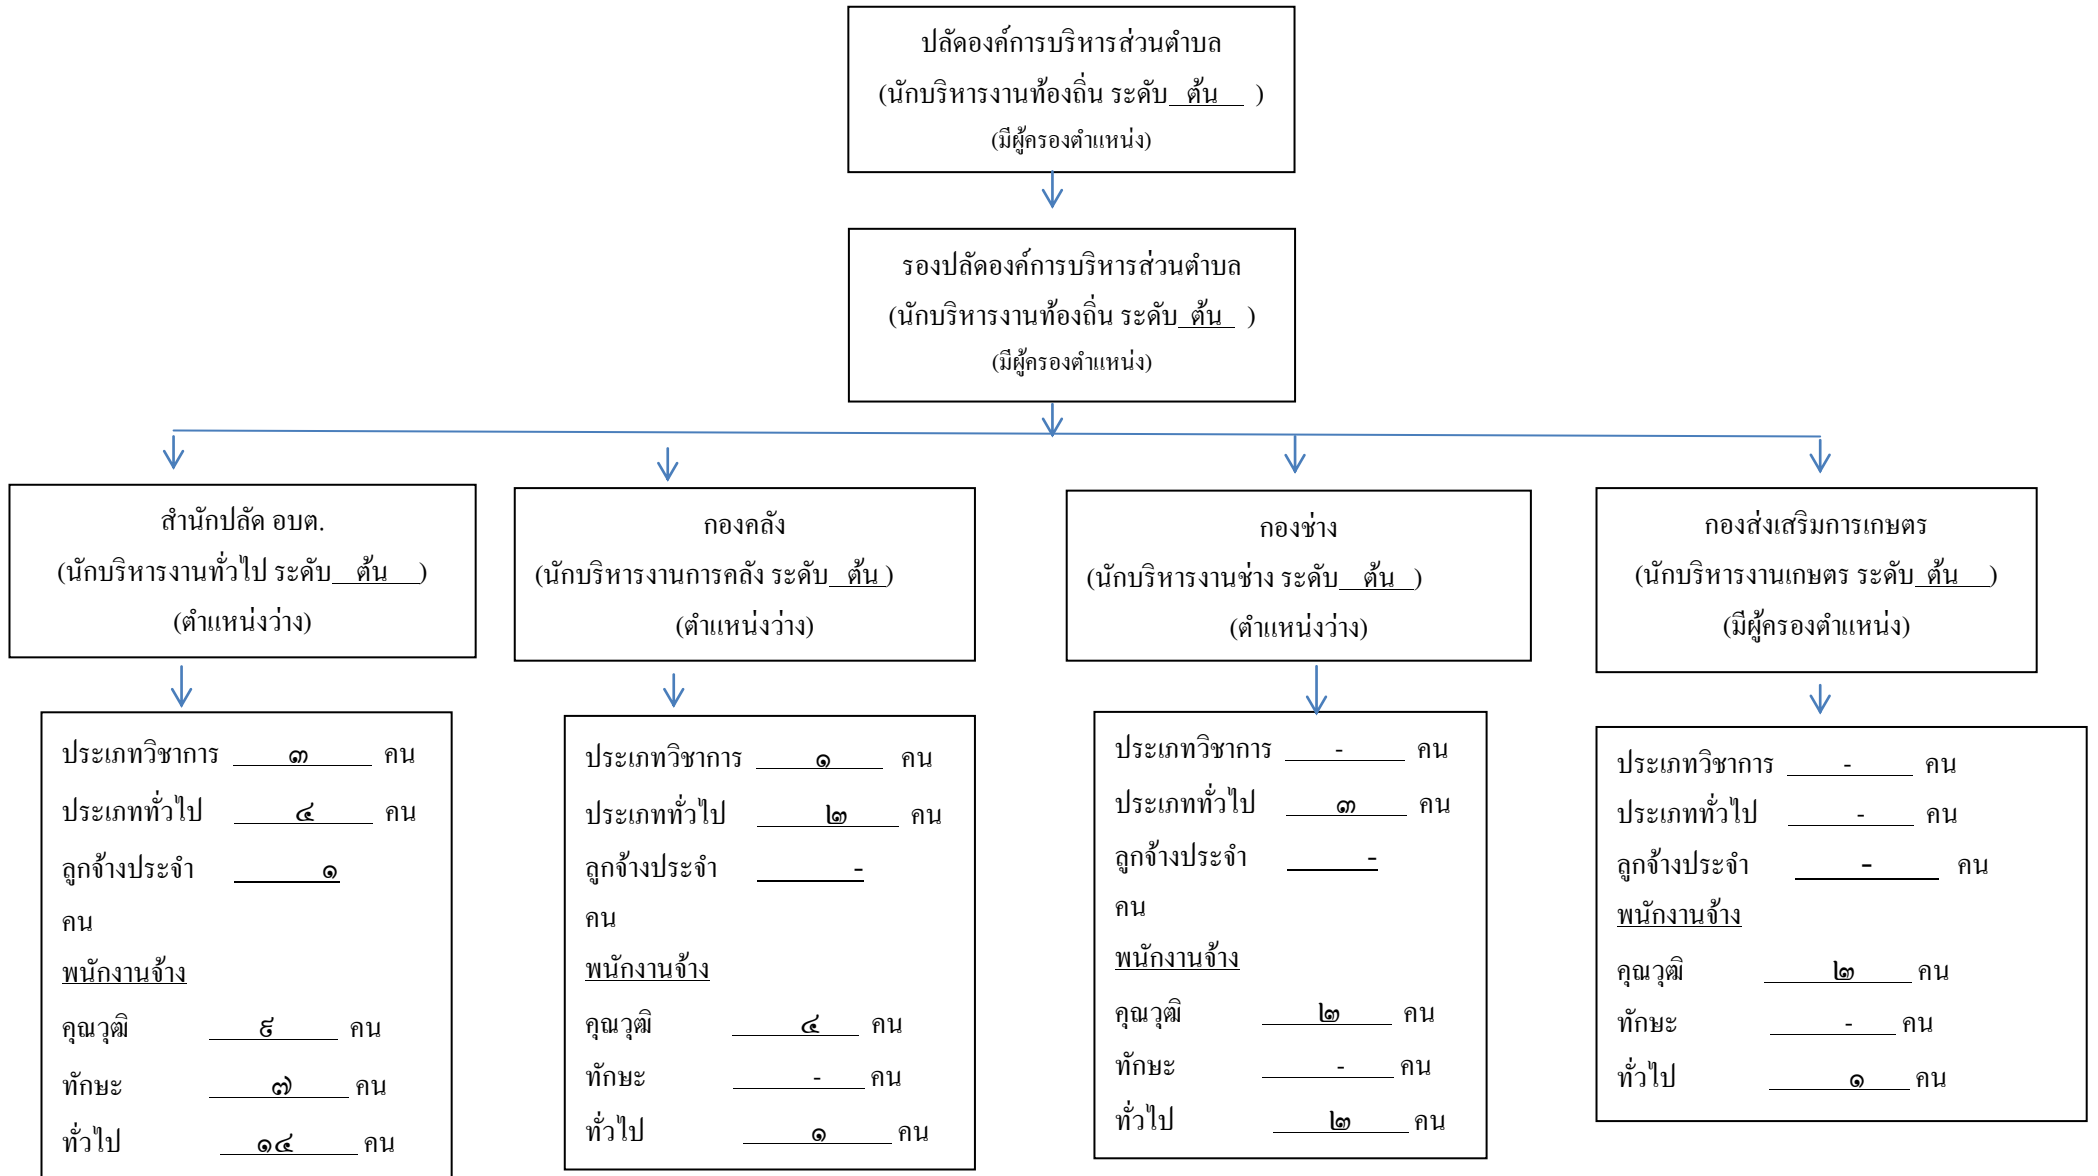 ปลัดองค์การบริหารส่วนตำบล
(นักบริหารงานท้องถิ่น ระดับ ต้น )
(มีผู้ครองตำแหน่ง)
รองปลัดองค์การบริหารส่วนตำบล
(นักบริหารงานท้องถิ่น ระดับ ต้น )
(มีผู้ครองตำแหน่ง)
สำนักปลัด อบต.
(นักบริหารงานทั่วไป ระดับ ต้น )
(ตำแหน่งว่าง)
กองคลัง
(นักบริหารงานการคลัง ระดับ ต้น )
(ตำแหน่งว่าง)
กองช่าง
(นักบริหารงานช่าง ระดับ ต้น )
(ตำแหน่งว่าง)
กองส่งเสริมการเกษตร
(นักบริหารงานเกษตร ระดับ ต้น )
(มีผู้ครองตำแหน่ง)
ประเภทวิชาการ ๓ คน
ประเภททั่วไป ๔ คน
ลูกจ้างประจำ ๑
คน
พนักงานจ้าง
คุณวุฒิ ๙ คน
ทักษะ ๗ คน
ทั่วไป ๑๔ คน
ประเภทวิชาการ ๑ คน
ประเภททั่วไป ๒ คน
ลูกจ้างประจำ -
คน
พนักงานจ้าง
คุณวุฒิ ๔ คน
ทักษะ - คน
ทั่วไป ๑ คน
ประเภทวิชาการ - คน
ประเภททั่วไป ๓ คน
ลูกจ้างประจำ -
คน
พนักงานจ้าง
คุณวุฒิ ๒ คน
ทักษะ - คน
ทั่วไป ๒ คน
ประเภทวิชาการ - คน
ประเภททั่วไป - คน
ลูกจ้างประจำ - คน
พนักงานจ้าง
คุณวุฒิ ๒ คน
ทักษะ - คน
ทั่วไป ๑ คน